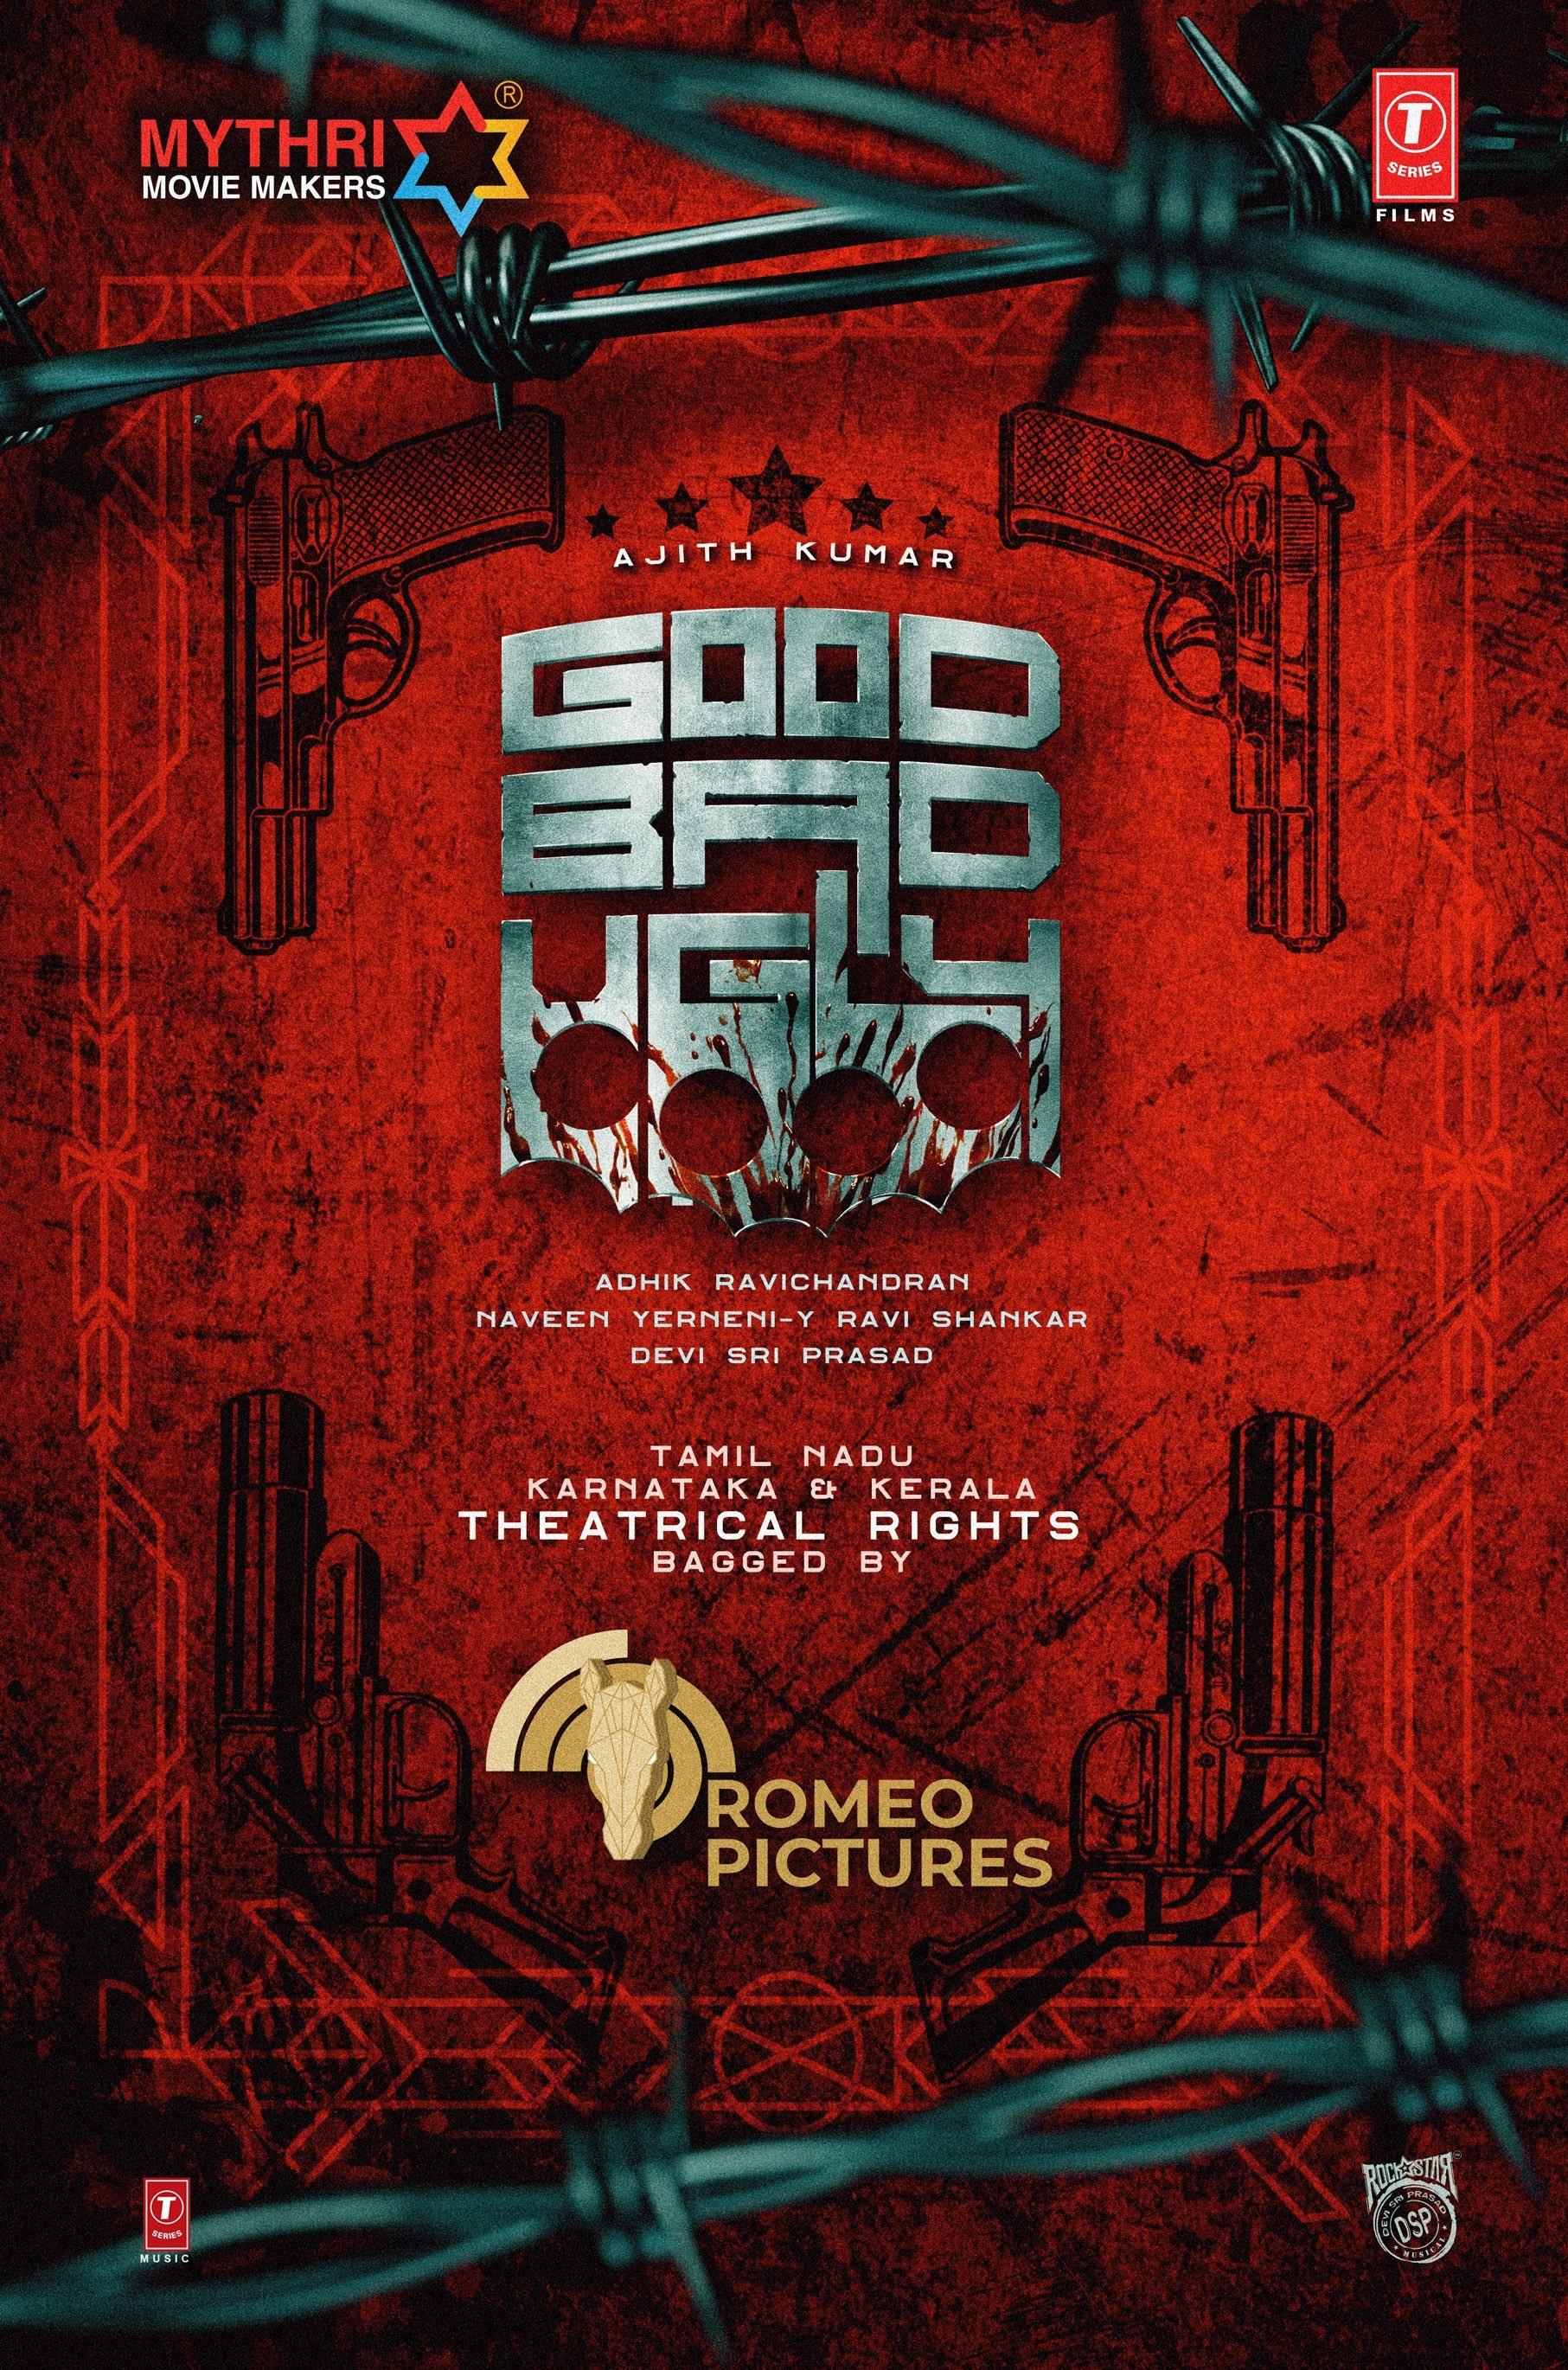 MYTHRI
MOVIE MAKERS
®
T
SERIES
FILMS
AJITH KUMAR
GOOD
BAD
UGLY
ADHIK RAVICHANDRAN
NAVEEN YERNENI-Y RAVI SHANKAR
DEVI SRI PRASAD
TAMIL NADU
KARNATAKA & KERALA
THEATRICAL RIGHTS
BAGGED BY
ROMEO
PICTURES
T
SERIES
MUSIC
ROCKSTAR
DEVI SRI PRASAD
DSP
MUSICAL